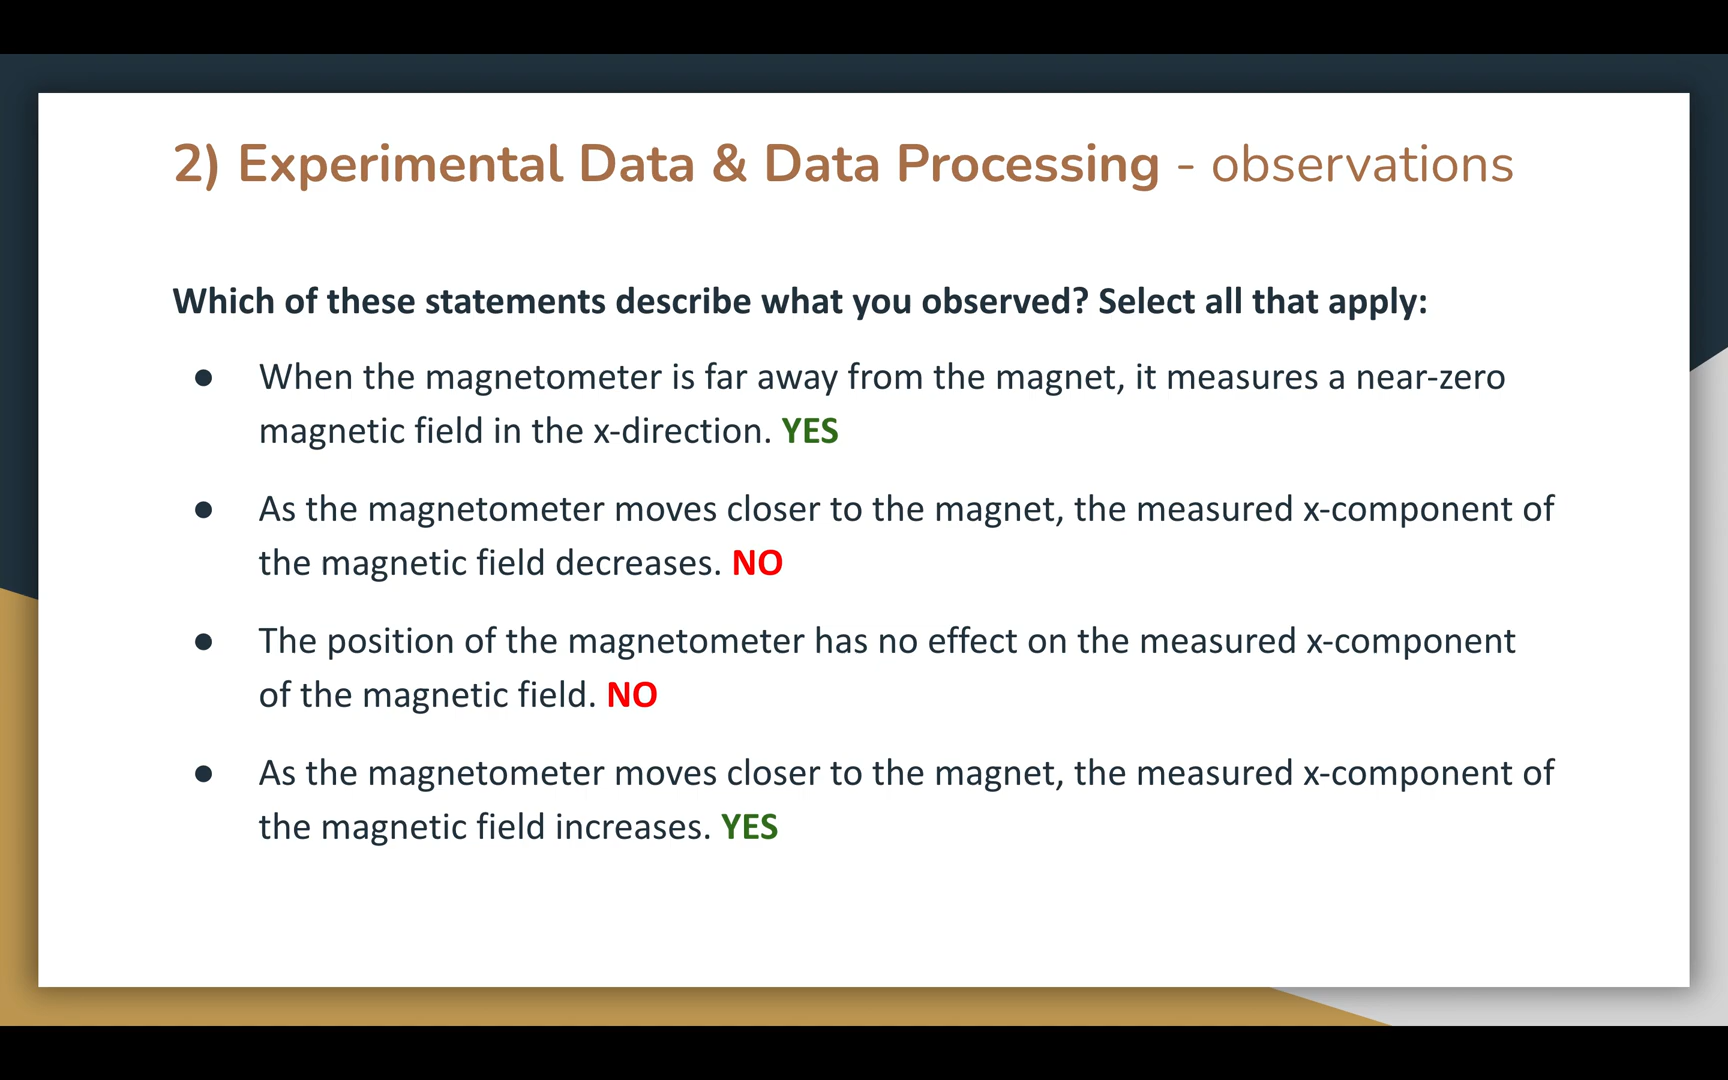 2) Experimental Data & Data Processing - observations
Which of these statements describe what you observed? Select all that apply:
● When the magnetometer is far away from the magnet, it measures a near-zero
magnetic field in the x-direction. YES
● As the magnetometer moves closer to the magnet, the measured x-component of
the magnetic field decreases. NO
● The position of the magnetometer has no effect on the measured x-component
of the magnetic field. NO
● As the magnetometer moves closer to the magnet, the measured x-component of
the magnetic field increases. YES